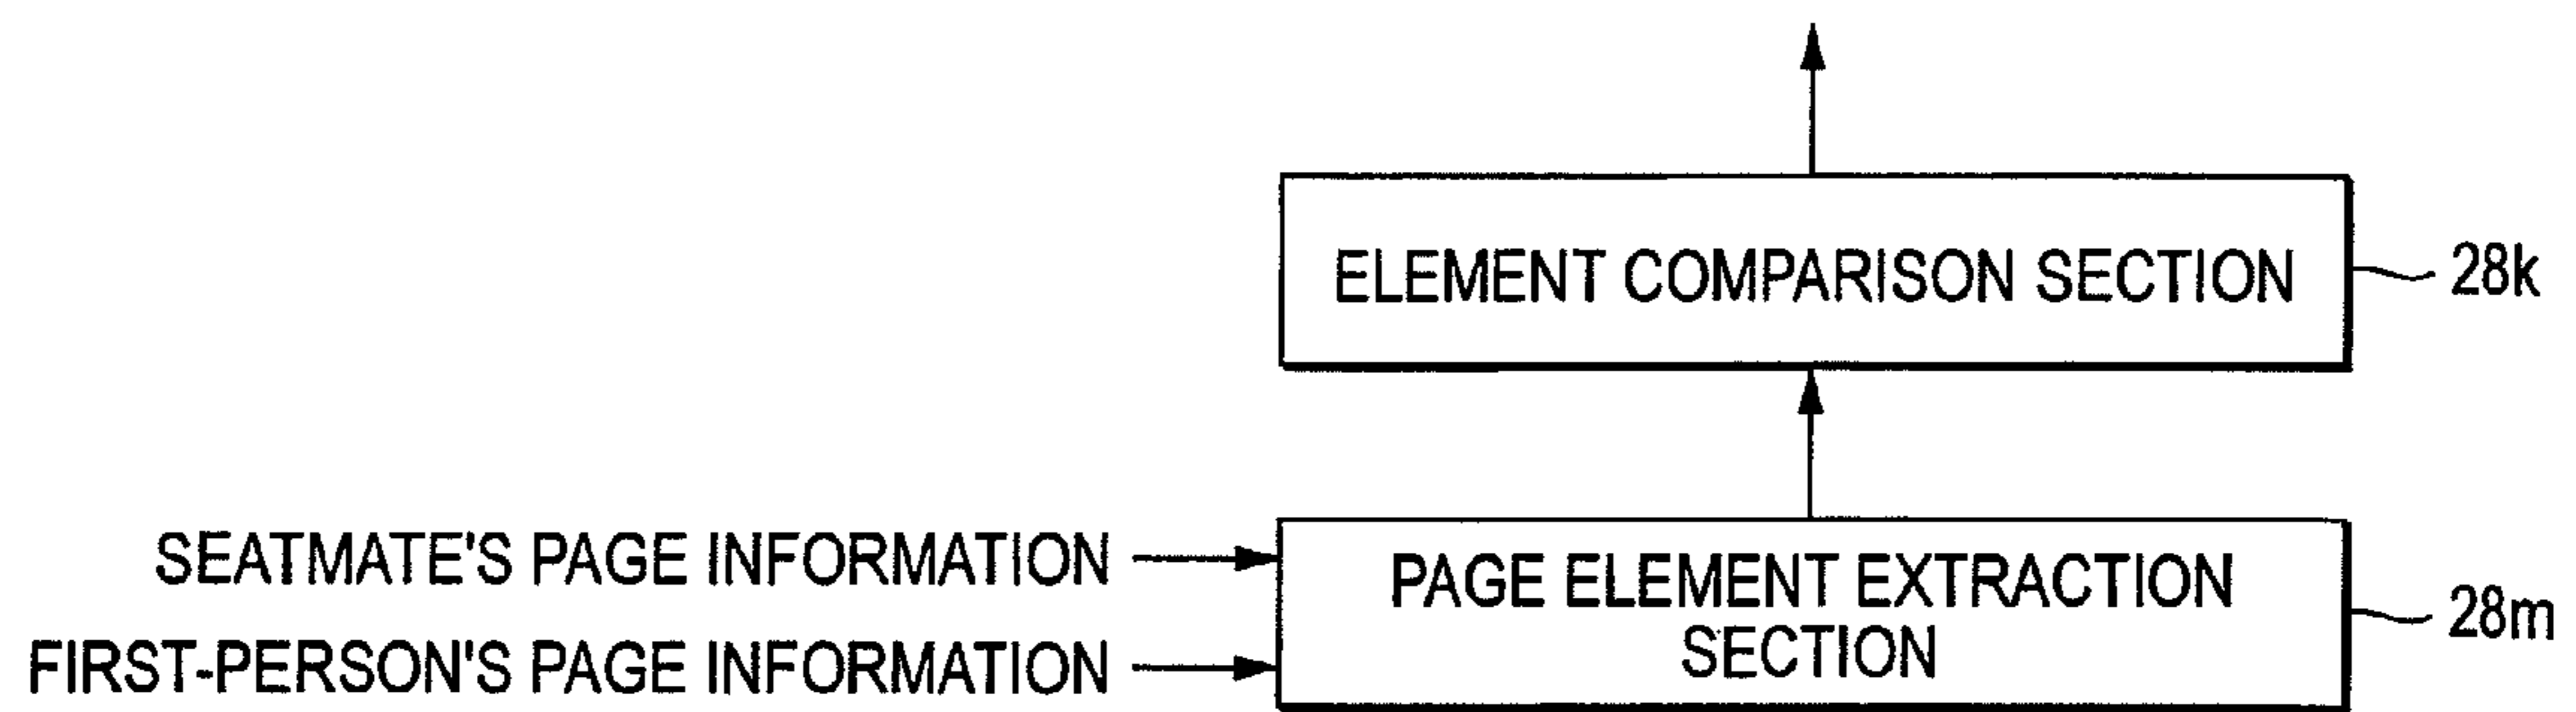 ELEMENT COMPARISON SECTION
28k
SEATMATE'S PAGE INFORMATION
FIRST-PERSON'S PAGE INFORMATION
PAGE ELEMENT EXTRACTION
SECTION
28m